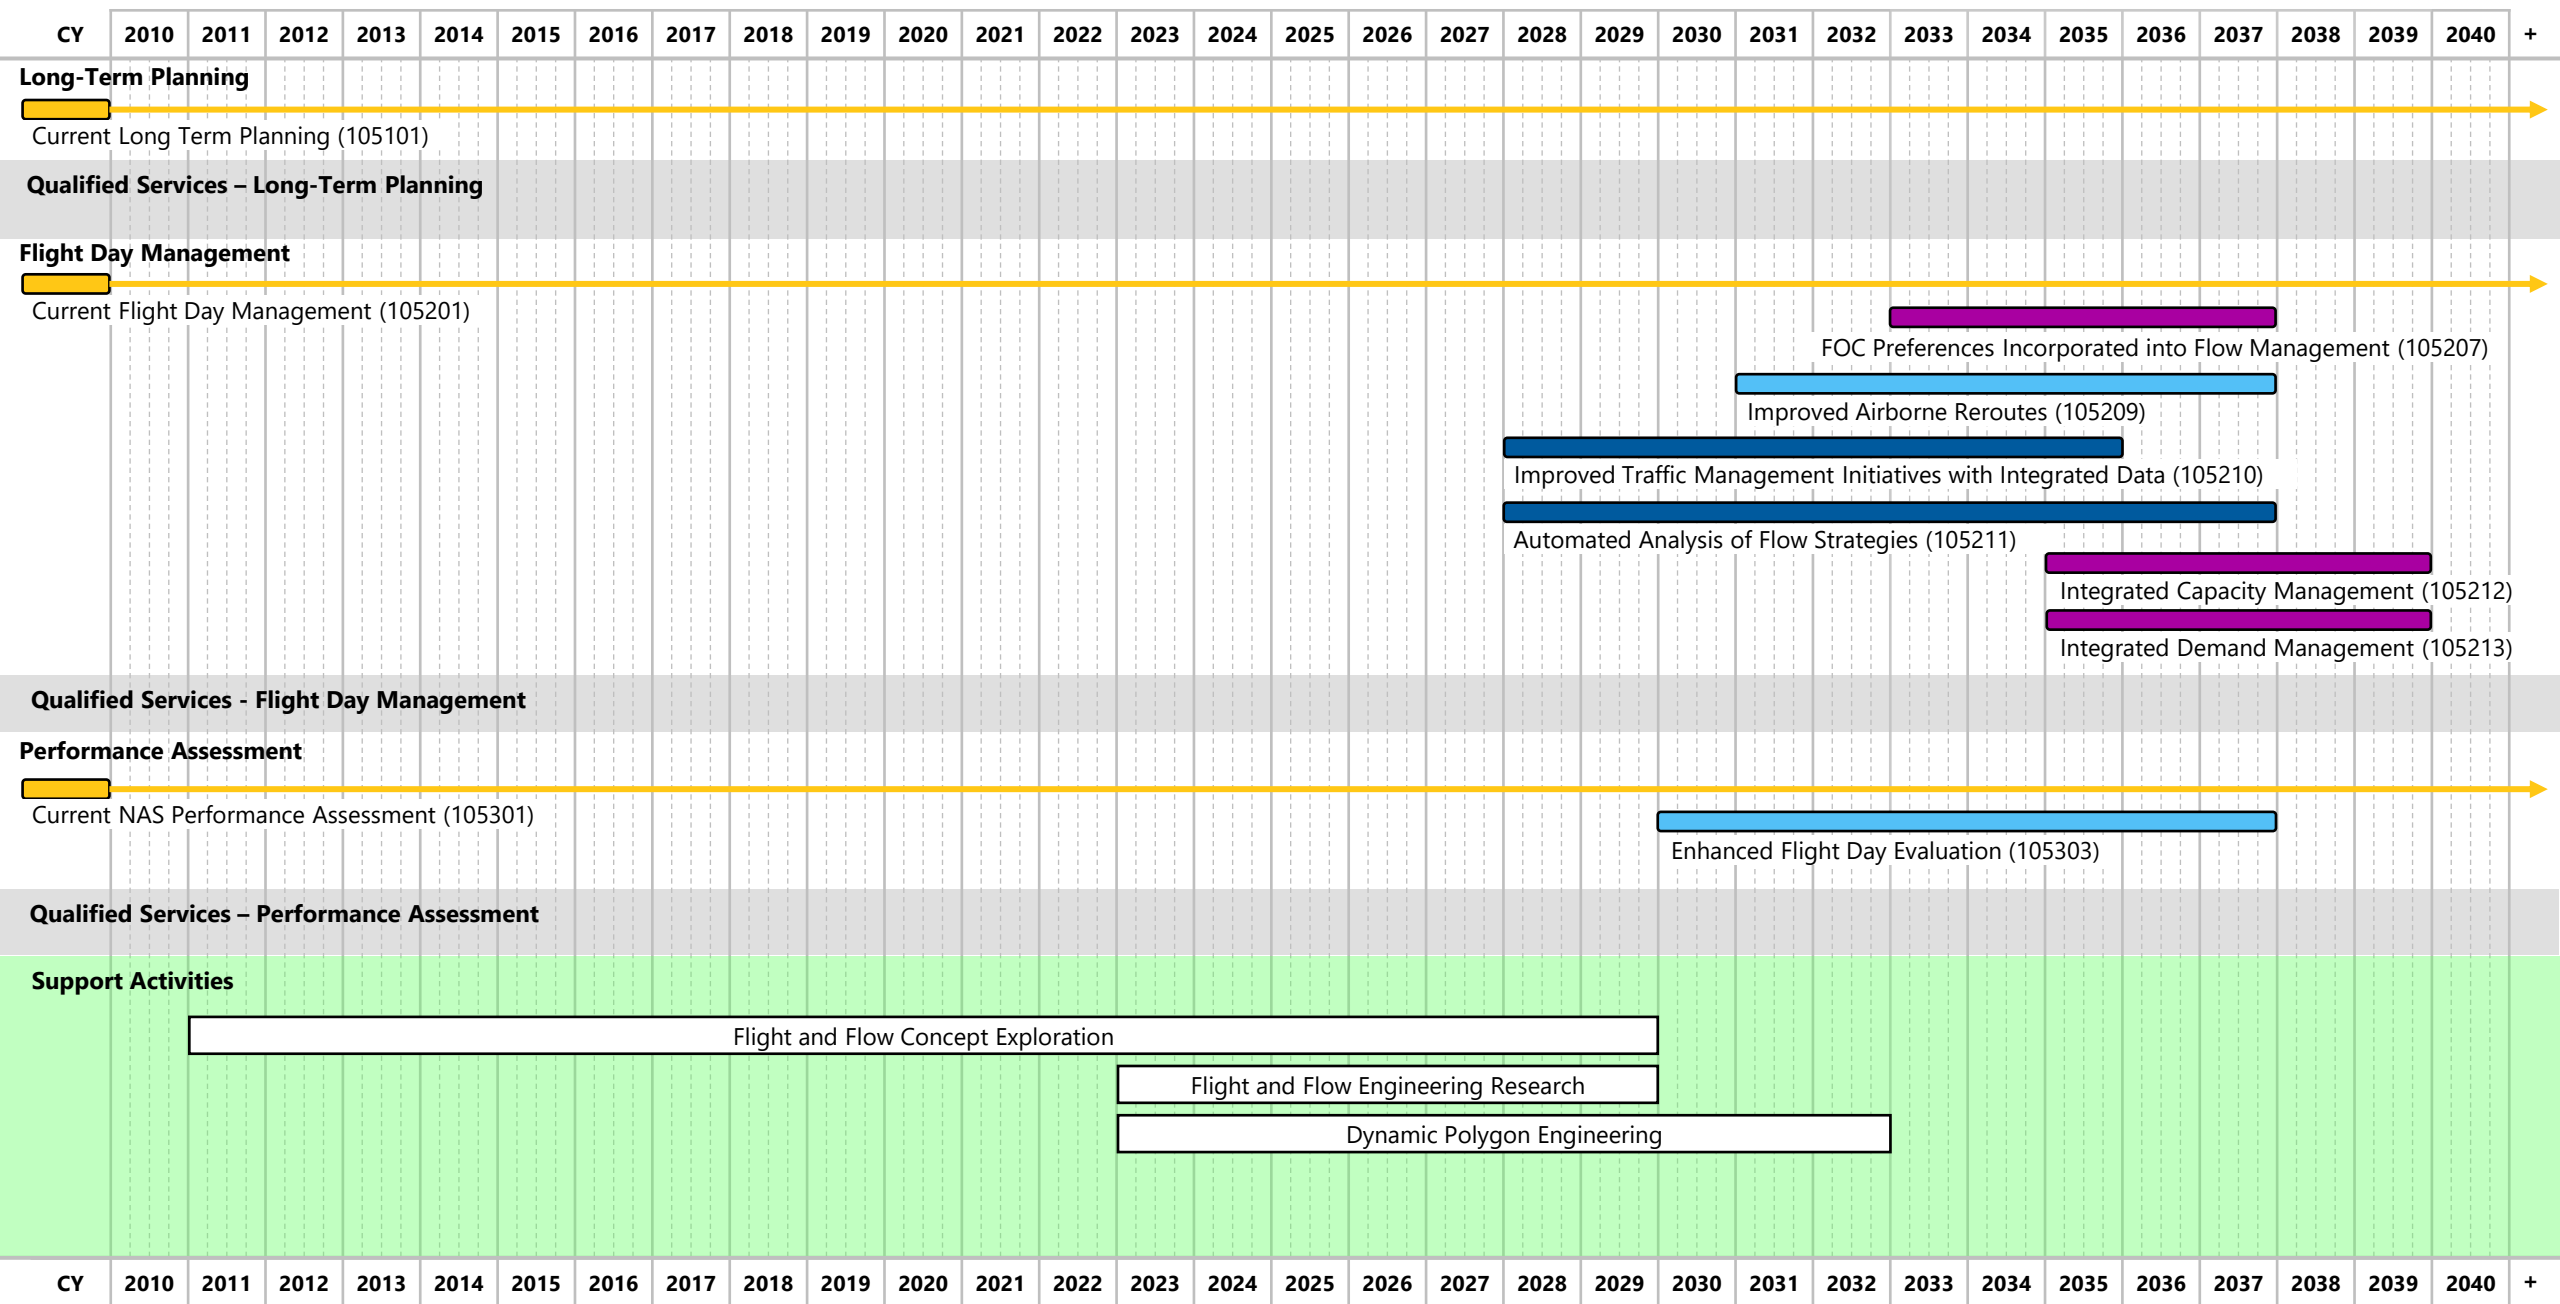 CY 2010 2011 2012 2013 2014 2015 2016 2017 2018 2019 2020 2021 2022 2023 2024 2025 2026 2027 2028 2029 2030 2031 2032 2033 2034 2035 2036 2037 2038 2039 2040 +
Long-Term Planning
Current Long Term Planning (105101)
Qualified Services – Long-Term Planning
Flight Day Management
Current Flight Day Management (105201)
FOC Preferences Incorporated into Flow Management (105207)
Improved Airborne Reroutes (105209)
Improved Traffic Management Initiatives with Integrated Data (105210)
Automated Analysis of Flow Strategies (105211)
Integrated Capacity Management (105212)
Integrated Demand Management (105213)
Qualified Services - Flight Day Management
Performance Assessment
Current NAS Performance Assessment (105301)
Enhanced Flight Day Evaluation (105303)
Qualified Services – Performance Assessment
Support Activities
Flight and Flow Concept Exploration
Flight and Flow Engineering Research
Dynamic Polygon Engineering
CY 2010 2011 2012 2013 2014 2015 2016 2017 2018 2019 2020 2021 2022 2023 2024 2025 2026 2027 2028 2029 2030 2031 2032 2033 2034 2035 2036 2037 2038 2039 2040 +